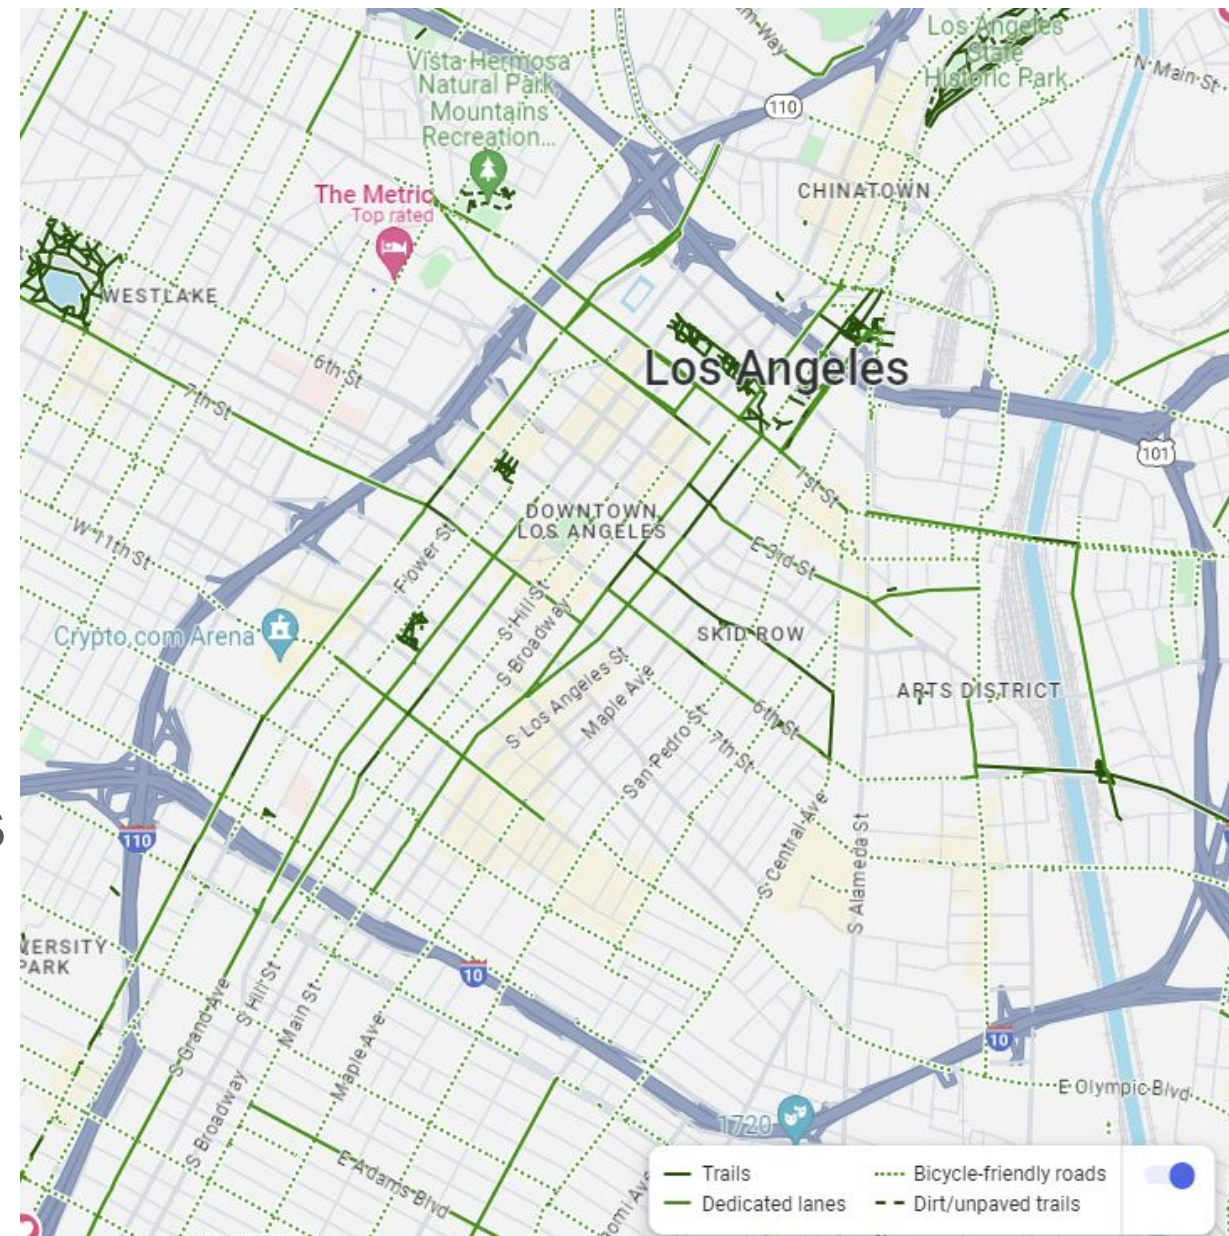 Los Angeles
State
Historic Park
N Main St
Vista Hermosa
Natural Park,
Mountains
Recreation...
110
CHINATOWN
The Metric
Top rated
WESTLAKE
6th St
Los Angeles
7th St
101
1st St
DOWNTOWN
LOS ANGELES
W 11th St
Flower St
E 3rd St
S Hill St
S Broadway
Crypto.com Arena
SKID ROW
S Los Angeles St
Maple Ave
ARTS DISTRICT
6th St
San Pedro St
7th St
S Central Ave
S Alameda St
110
10
S Grand Ave
S Hill St
Main St
Maple Ave
S Broadway
10
E Olympic Blvd
1720
E Adams Blvd
Trails
Bicycle-friendly roads
Dedicated lanes
Dirt/unpaved trails